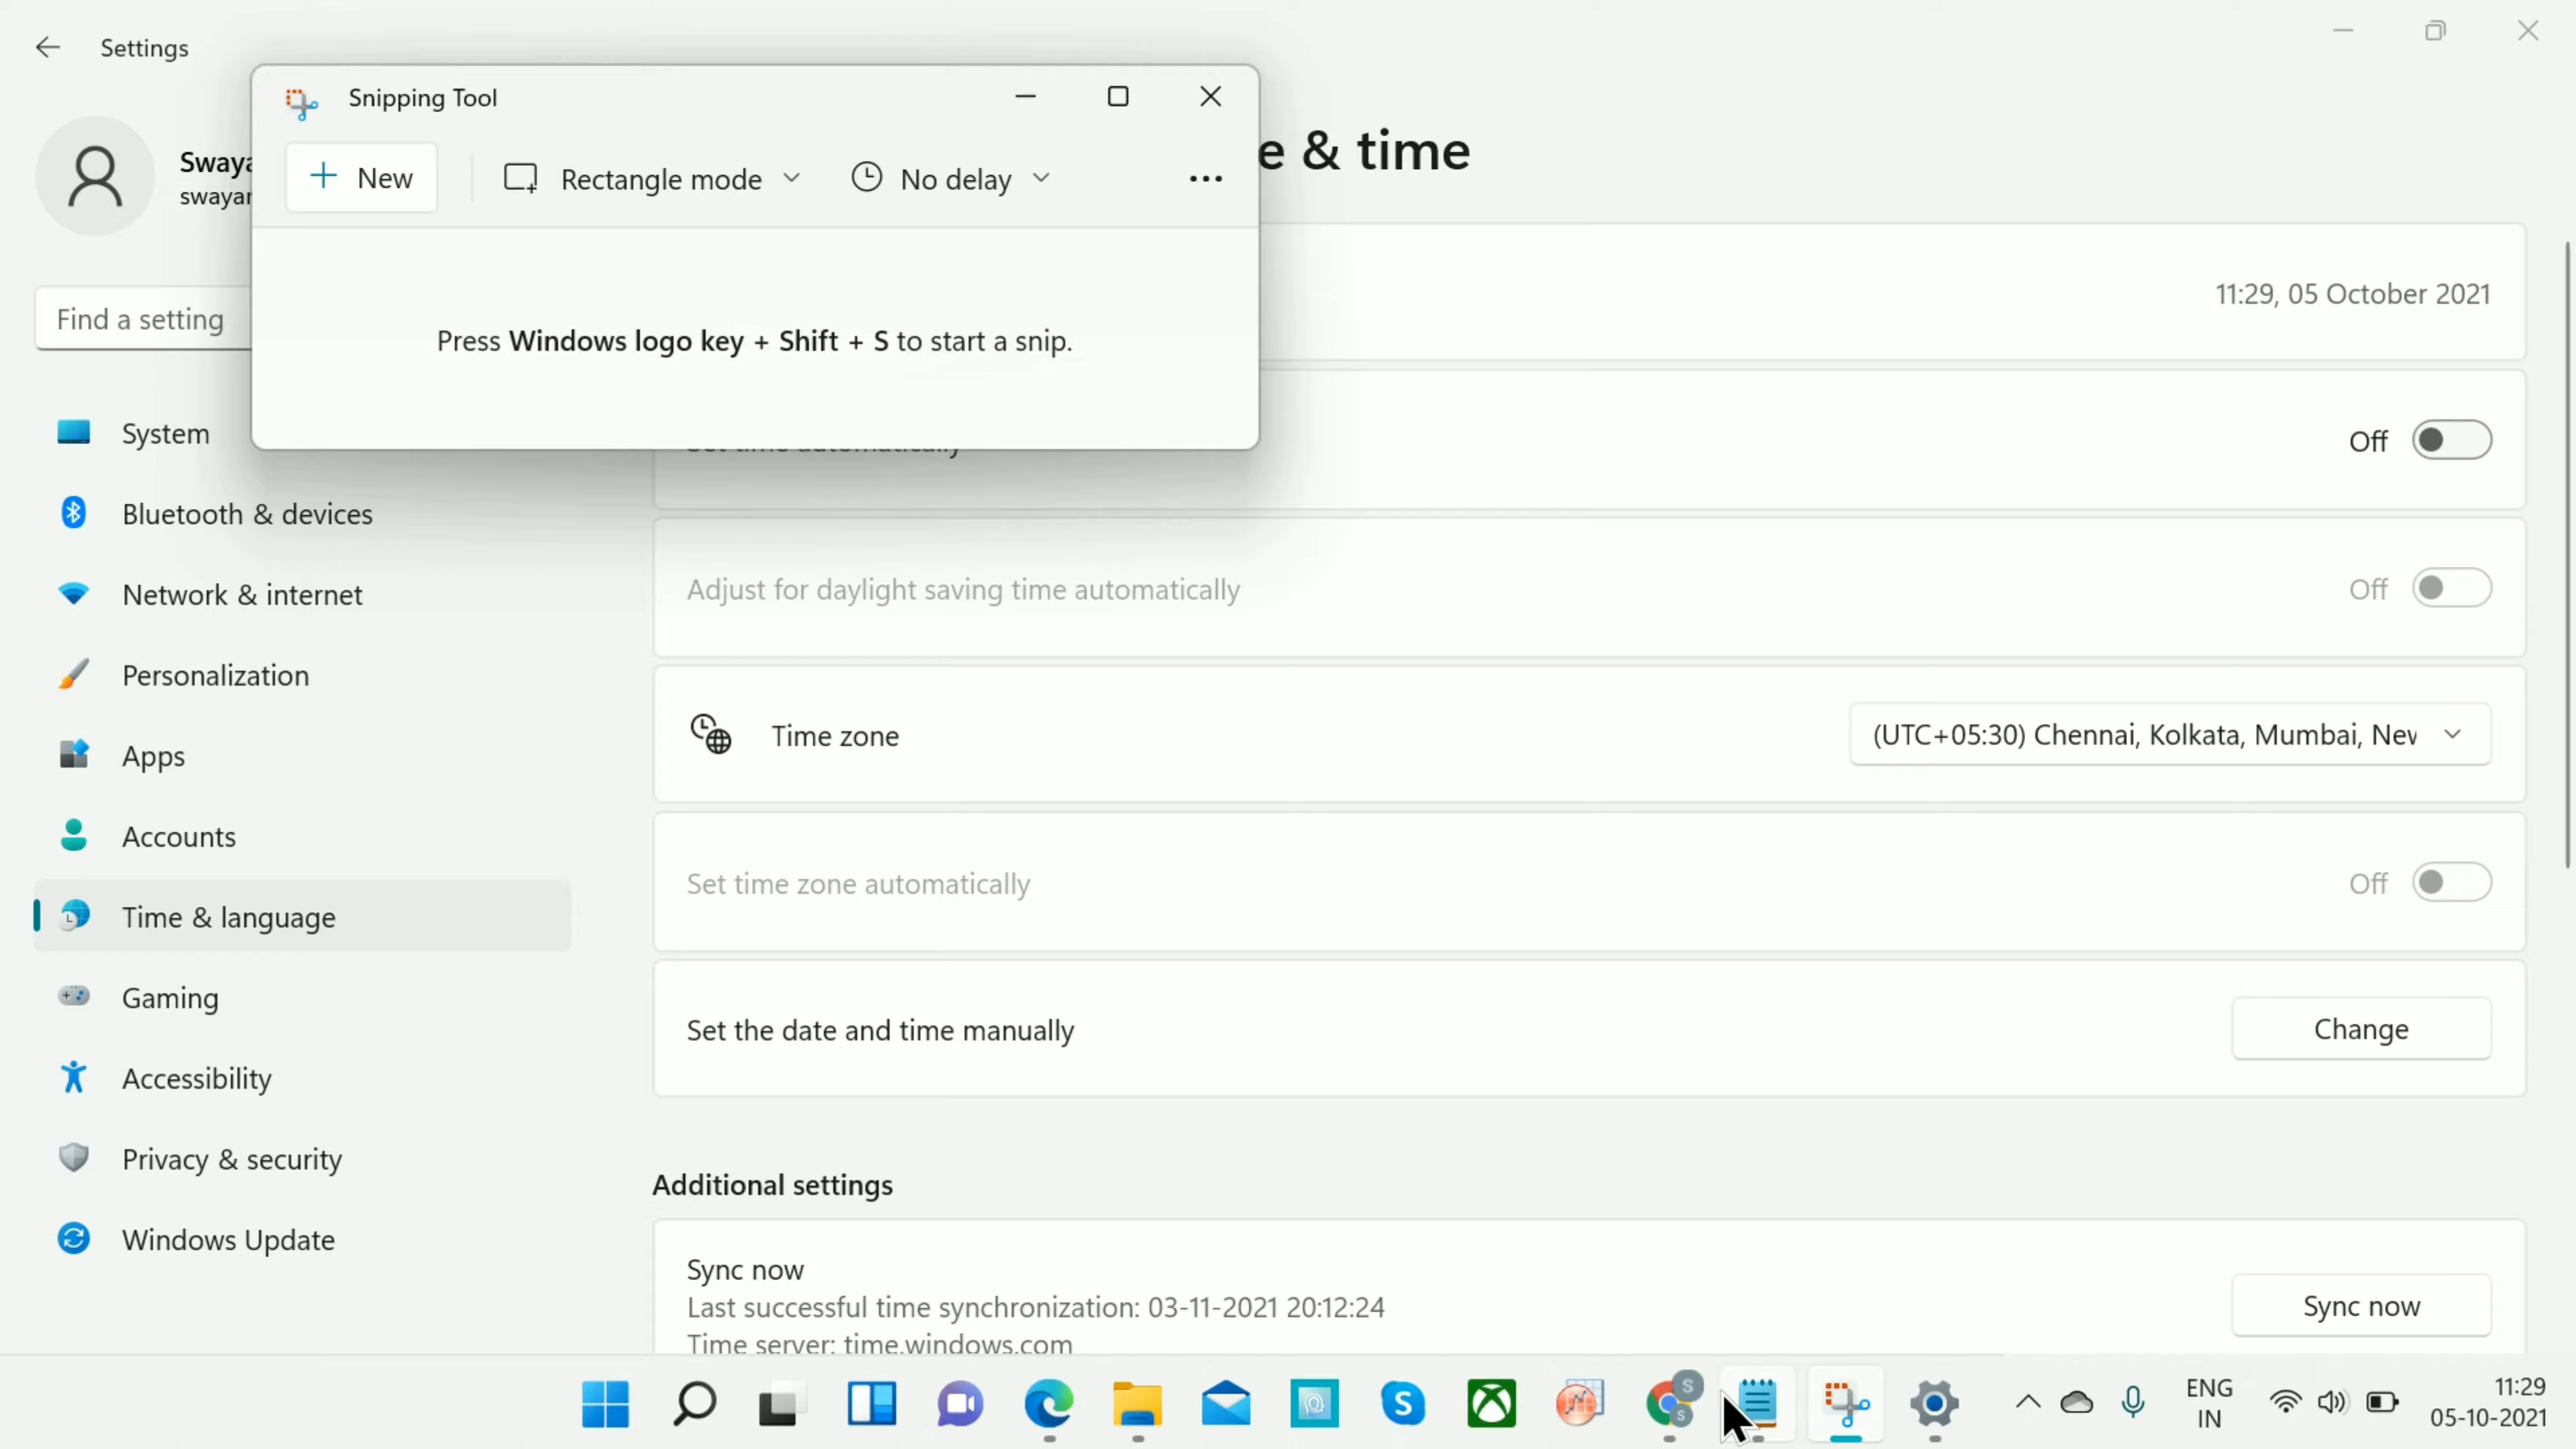 Settings
Snipping Tool
New
Rectangle mode
No delay
Press Windows logo key + Shift + S to start a snip.
e & time
Find a setting
11:29, 05 October 2021
System
Bluetooth & devices
Network & internet
Personalization
Apps
Accounts
Time & language
Gaming
Accessibility
Privacy & security
Windows Update
Set time automatically
Off
Adjust for daylight saving time automatically
Off
Time zone
(UTC+05:30) Chennai, Kolkata, Mumbai, Nev
Set time zone automatically
Off
Set the date and time manually
Change
Additional settings
Sync now
Last successful time synchronization: 03-11-2021 20:12:24
Time server: time.windows.com
Sync now
ENG
IN
11:29
05-10-2021